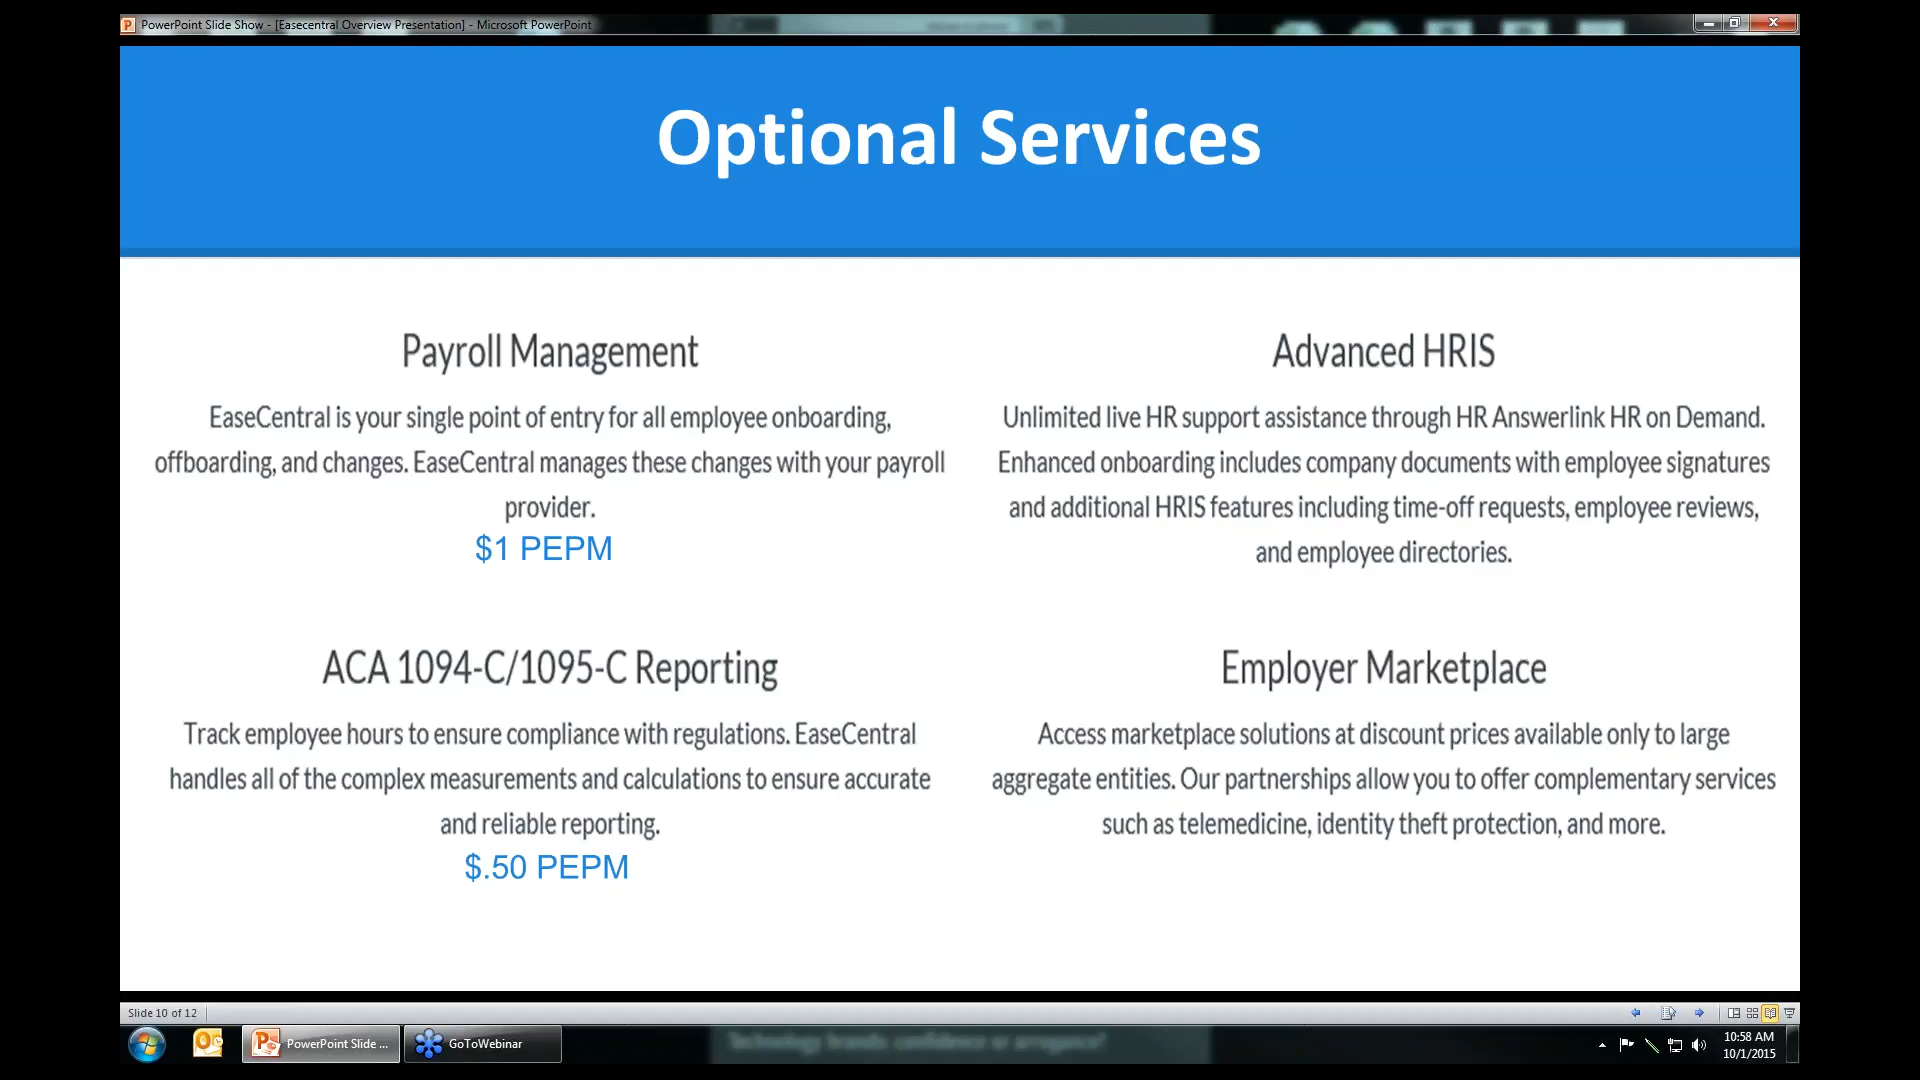 PowerPoint Slide Show - [Easecentral Overview Presentation] - Microsoft PowerPoint
Optional Services
Payroll Management
EaseCentral is your single point of entry for all employee onboarding,
offboarding, and changes. EaseCentral manages these changes with your payroll
provider.
$1 PEPM
Advanced HRIS
Unlimited live HR support assistance through HR Answerlink HR on Demand.
Enhanced onboarding includes company documents with employee signatures
and additional HRIS features including time-off requests, employee reviews,
and employee directories.
ACA 1094-C/1095-C Reporting
Track employee hours to ensure compliance with regulations. EaseCentral
handles all of the complex measurements and calculations to ensure accurate
and reliable reporting.
$.50 PEPM
Employer Marketplace
Access marketplace solutions at discount prices available only to large
aggregate entities. Our partnerships allow you to offer complementary services
such as telemedicine, identity theft protection, and more.
Slide 10 of 12
PowerPoint Slide ...
GoToWebinar
Technology brands: confidence or arrogance?
10:58 AM
10/1/2015